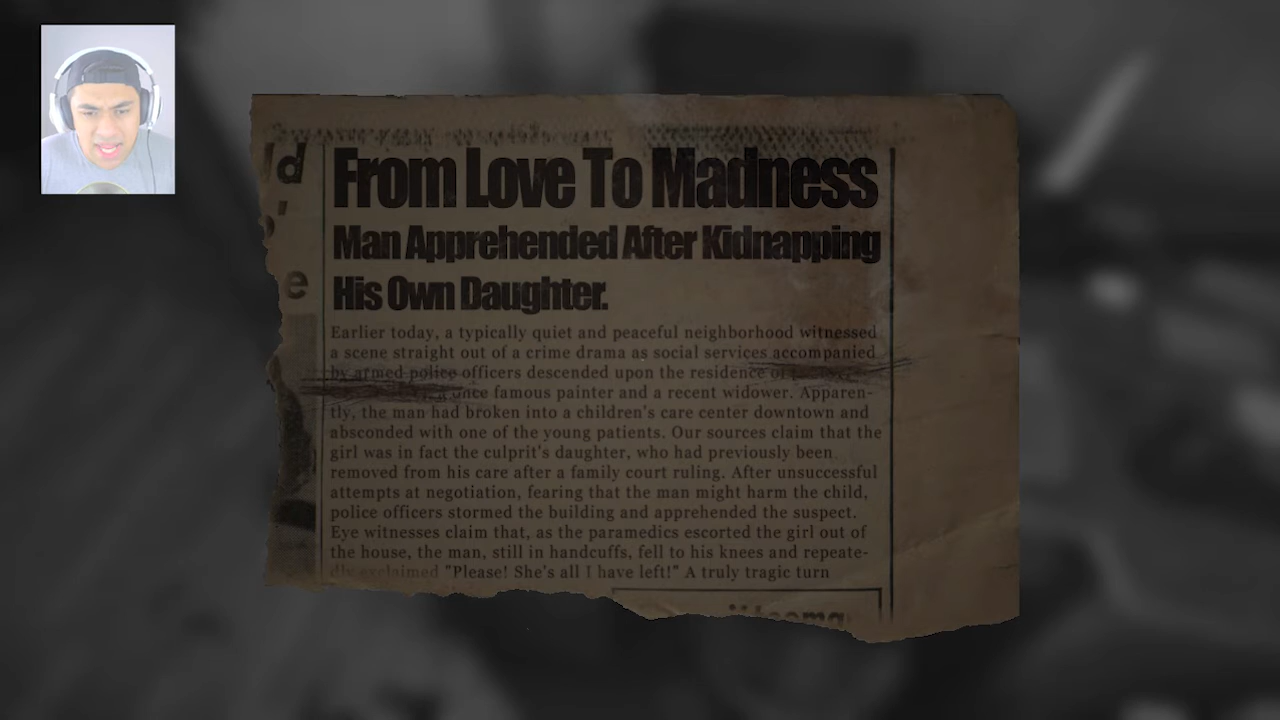 ld
e
From Love To Madness
Man Apprehended After Kidnapping
His Own Daughter.
Earlier today, a typically quiet and peaceful neighborhood witnessed
a scene straight out of a crime drama as social services accompanied
by armed police officers descended upon the residence of
a once famous painter and a recent widower. Apparen-
tly, the man had broken into a children's care center downtown and
absconded with one of the young patients. Our sources claim that the
girl was in fact the culprit's daughter, who had previously been
removed from his care after a family court ruling. After unsuccessful
attempts at negotiation, fearing that the man might harm the child,
police officers stormed the building and apprehended the suspect.
Eye witnesses claim that, as the paramedics escorted the girl out of
the house, the man, still in handcuffs, fell to his knees and repeate-
dly exclaimed "Please! She's all I have left!" A truly tragic turn